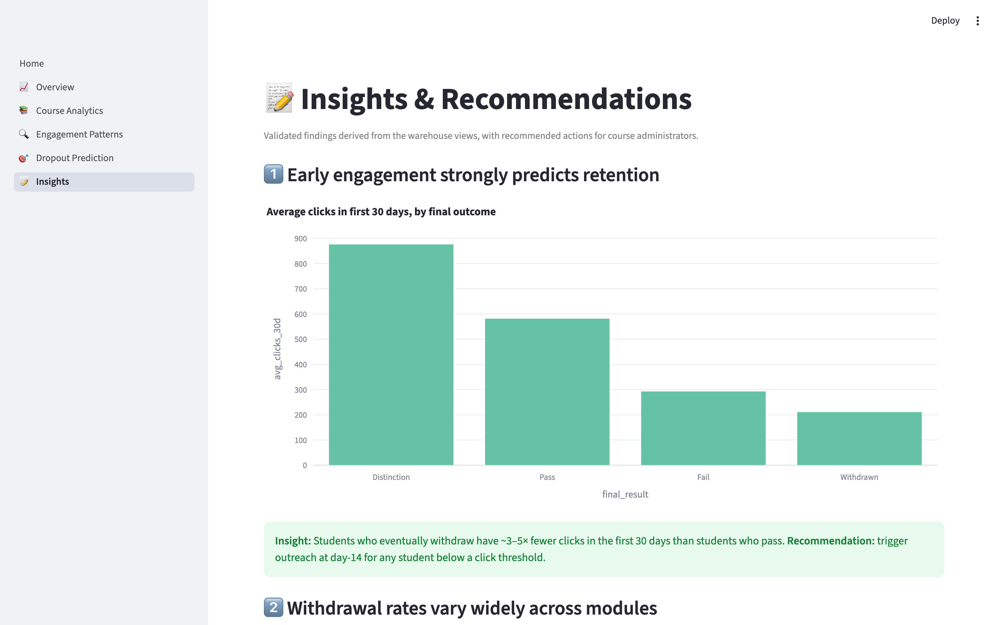 Deploy
Home
Overview
Course Analytics
Engagement Patterns
Dropout Prediction
Insights
Insights & Recommendations
Validated findings derived from the warehouse views, with recommended actions for course administrators.
1 Early engagement strongly predicts retention
Average clicks in first 30 days, by final outcome
900
800
700
600
500
400
300
200
100
0
avg_clicks_30d
Distinction Pass Fail Withdrawn
final_result
Insight: Students who eventually withdraw have ~3–5× fewer clicks in the first 30 days than students who pass. Recommendation: trigger
outreach at day-14 for any student below a click threshold.
2 Withdrawal rates vary widely across modules